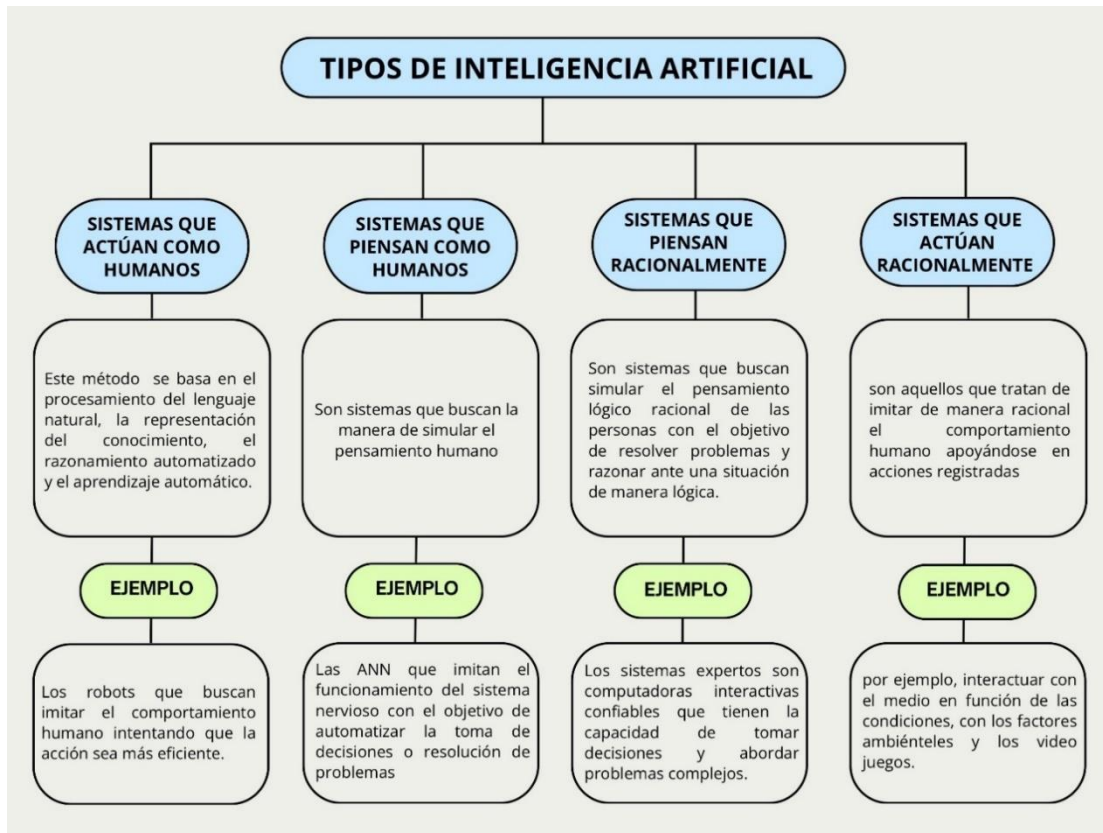 TIPOS DE INTELIGENCIA ARTIFICIAL
SISTEMAS QUE
ACTÚAN COMO
HUMANOS
Este método se basa en el
procesamiento del lenguaje
natural, la representación
del conocimiento, el
razonamiento automatizado
y el aprendizaje automático.
EJEMPLO
Los robots que buscan
imitar el comportamiento
humano intentando que la
acción sea más eficiente.
SISTEMAS QUE
PIENSAN COMO
HUMANOS
Son sistemas que buscan la
manera de simular el
pensamiento humano
EJEMPLO
Las ANN que imitan el
funcionamiento del sistema
nervioso con el objetivo de
automatizar la toma de
decisiones o resolución de
problemas
SISTEMAS QUE
PIENSAN
RACIONALMENTE
Son sistemas que buscan
simular el pensamiento
lógico racional de las
personas con el objetivo
de resolver problemas y
razonar ante una situación
de manera lógica.
EJEMPLO
Los sistemas expertos son
computadoras interactivas
confiables que tienen la
capacidad de tomar
decisiones y abordar
problemas complejos.
SISTEMAS QUE
ACTÚAN
RACIONALMENTE
son aquellos que tratan de
imitar de manera racional
el comportamiento
humano apoyándose en
acciones registradas
EJEMPLO
por ejemplo, interactuar con
el medio en función de las
condiciones, con los factores
ambiénteles y los video
juegos.